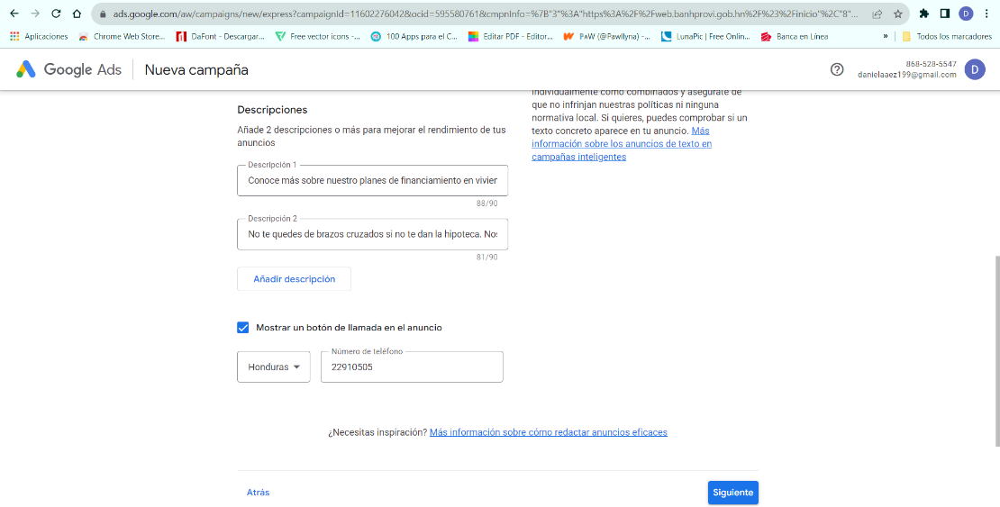 ads.google.com/aw/campaigns/new/express?campaignId=11602276042&ocid=595580761&cmpnInfo=%7B"3"%3A"https%3A%2F%2Fweb.banhprovi.gob.hn%2F%23%2Finicio"%2C"8"...
D
Aplicaciones Chrome Web Store... DaFont - Descargar... Free vector icons -... 100 Apps para el C... Editar PDF - Editor... PAW (@Pawllyna) -... LunaPic | Free Onlin... Banca en Línea » Todos los marcadores
Google Ads Nueva campaña
868-528-5547
danielaaez199@gmail.com
D
individualmente como combinados y asegúrate de
que no infrinjan nuestras políticas ni ninguna
normativa local. Si quieres, puedes comprobar si un
texto concreto aparece en tu anuncio. Más
información sobre los anuncios de texto en
campañas inteligentes
Descripciones
Añade 2 descripciones o más para mejorar el rendimiento de tus
anuncios
Descripción 1
Conoce más sobre nuestro planes de financiamiento en vivien
88/90
Descripción 2
No te quedes de brazos cruzados si no te dan la hipoteca. Nos
81/90
Añadir descripción
Mostrar un botón de llamada en el anuncio
Honduras
Número de teléfono
22910505
¿Necesitas inspiración? Más información sobre cómo redactar anuncios eficaces
Atrás Siguiente